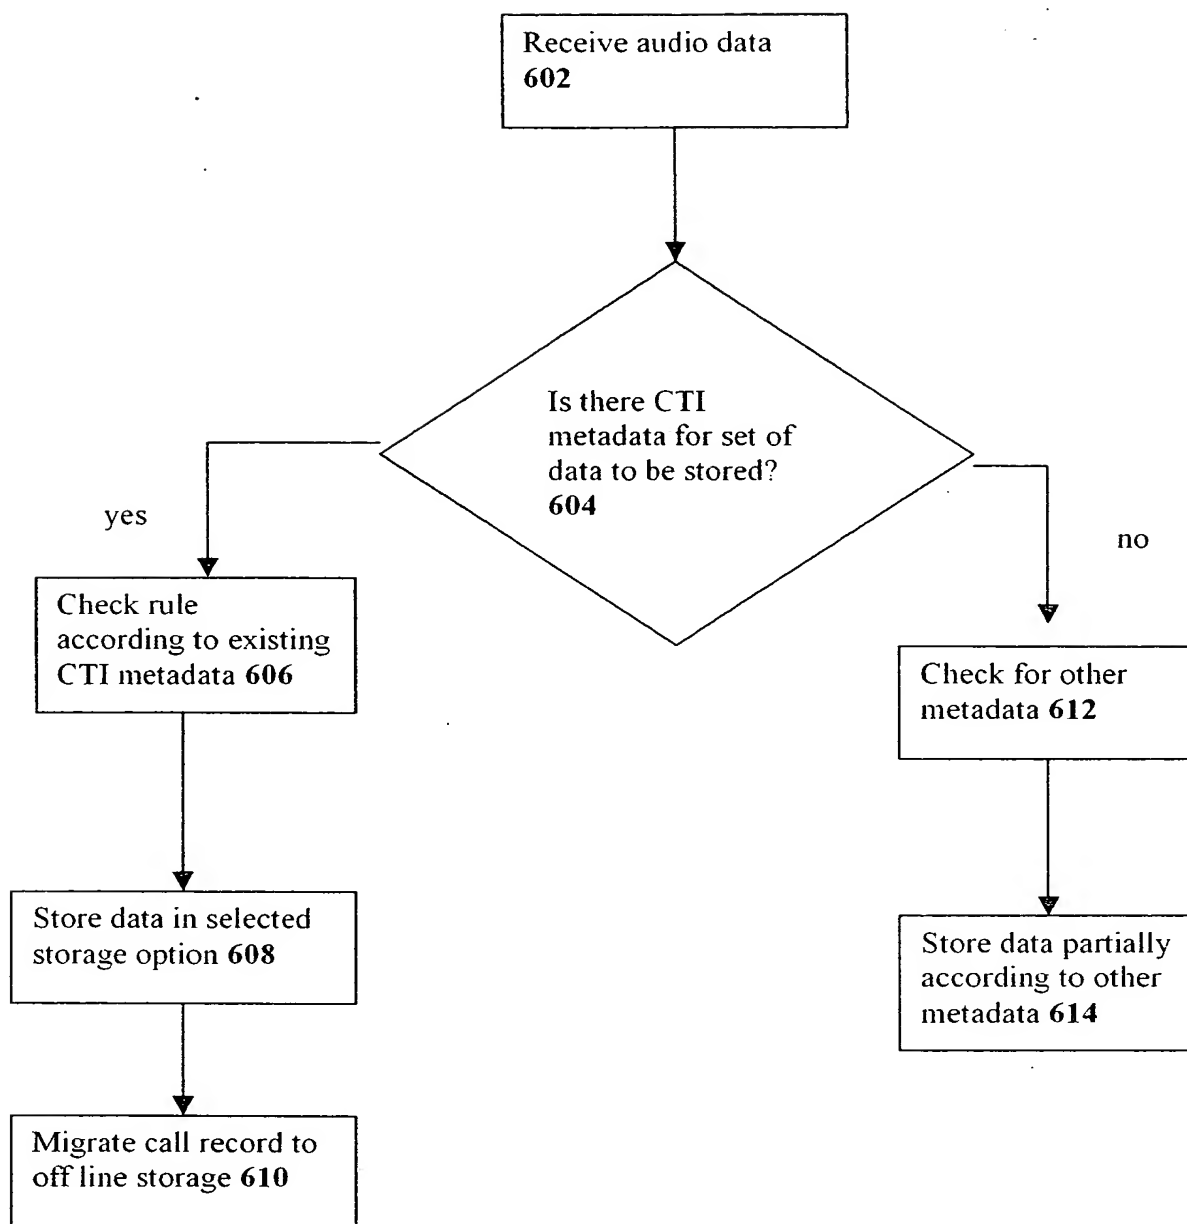 Receive audio data
602
Is there CTI
metadata for set of
data to be stored?
604
yes
no
Check rule
according to existing
CTI metadata 606
Check for other
metadata 612
Store data in selected
storage option 608
Store data partially
according to other
metadata 614
Migrate call record to
off line storage 610